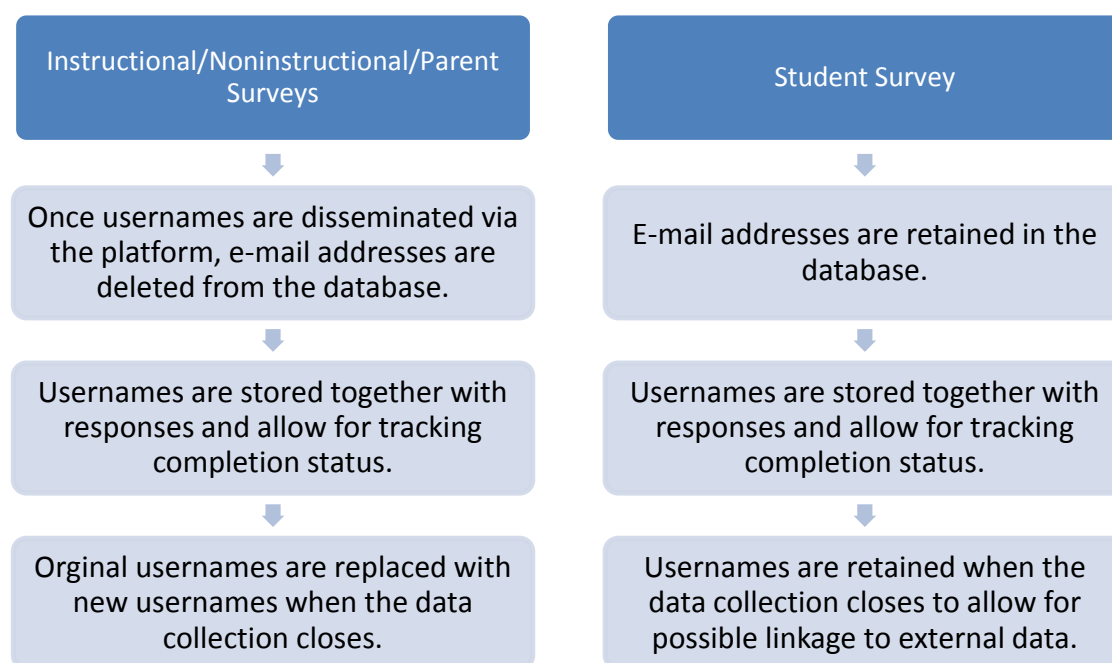 Instructional/Noninstructional/Parent
Surveys
Once usernames are disseminated via
the platform, e-mail addresses are
deleted from the database.
Usernames are stored together with
responses and allow for tracking
completion status.
Orginal usernames are replaced with
new usernames when the data
collection closes.
Student Survey
E-mail addresses are retained in the
database.
Usernames are stored together with
responses and allow for tracking
completion status.
Usernames are retained when the
data collection closes to allow for
possible linkage to external data.